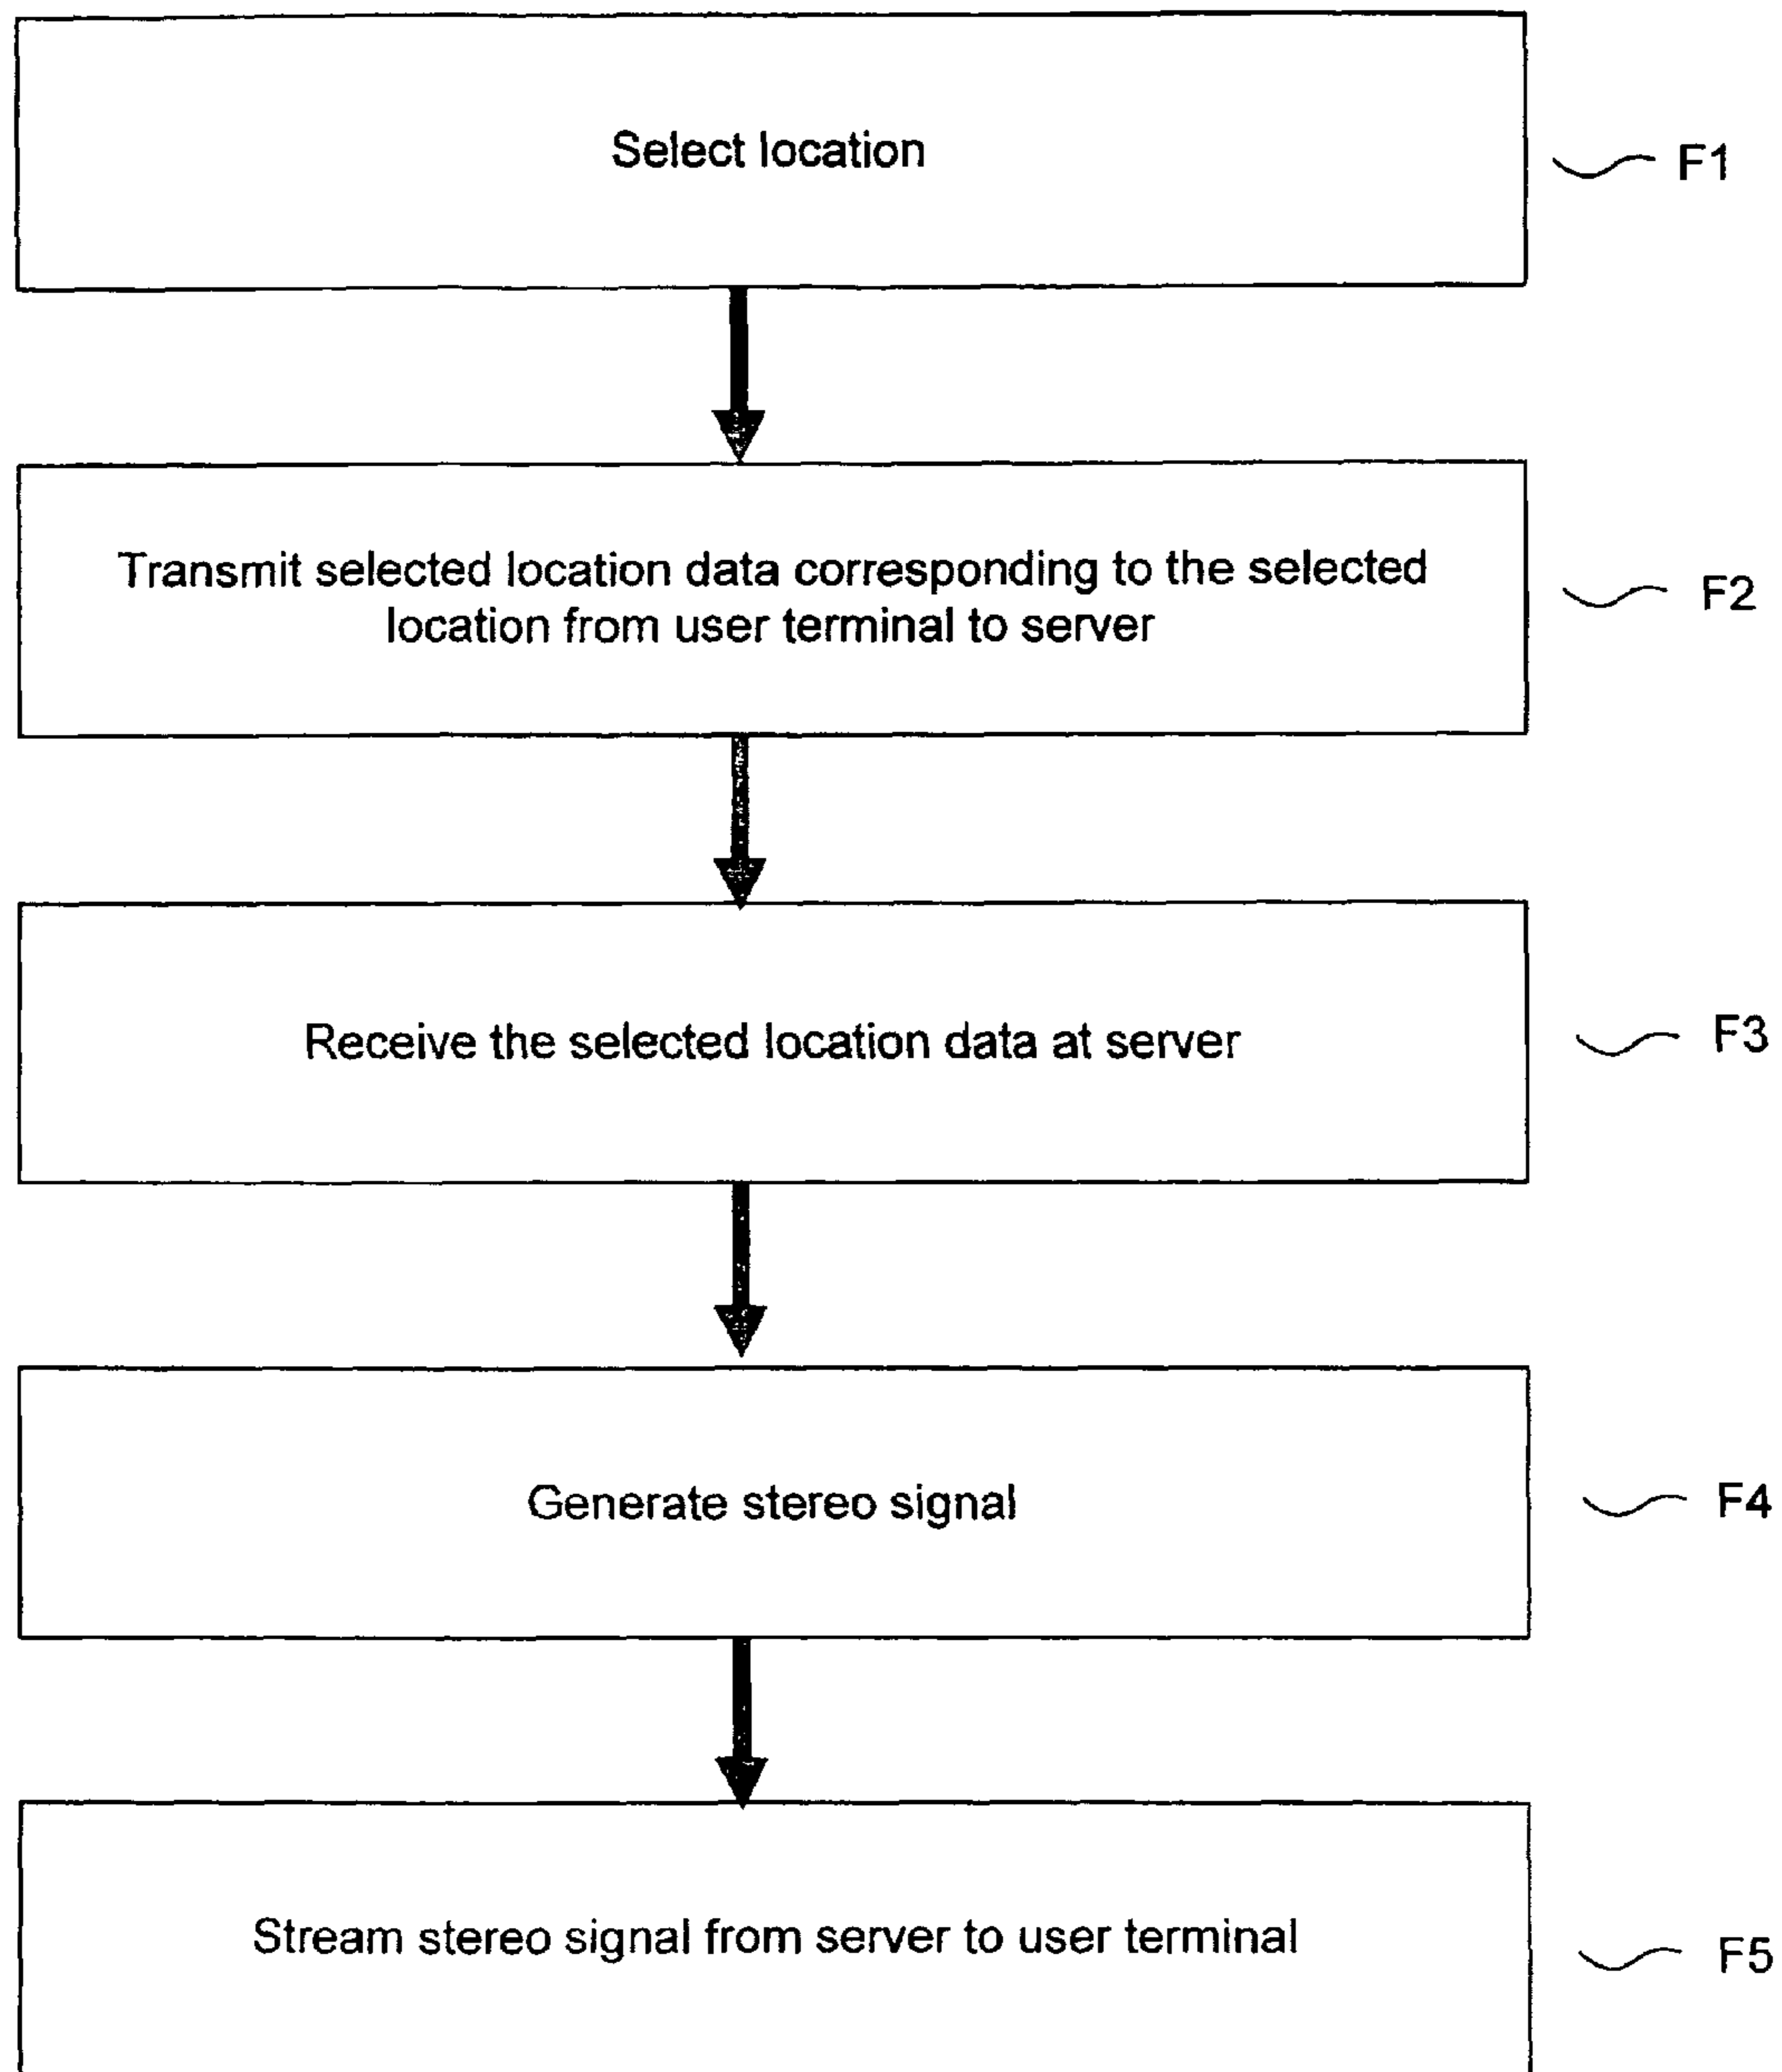 Select location
F1
Transmit selected location data corresponding to the selected
location from user terminal to server
F2
Receive the selected location data at server
F3
Generate stereo signal
F4
Stream stereo signal from server to user terminal
F5